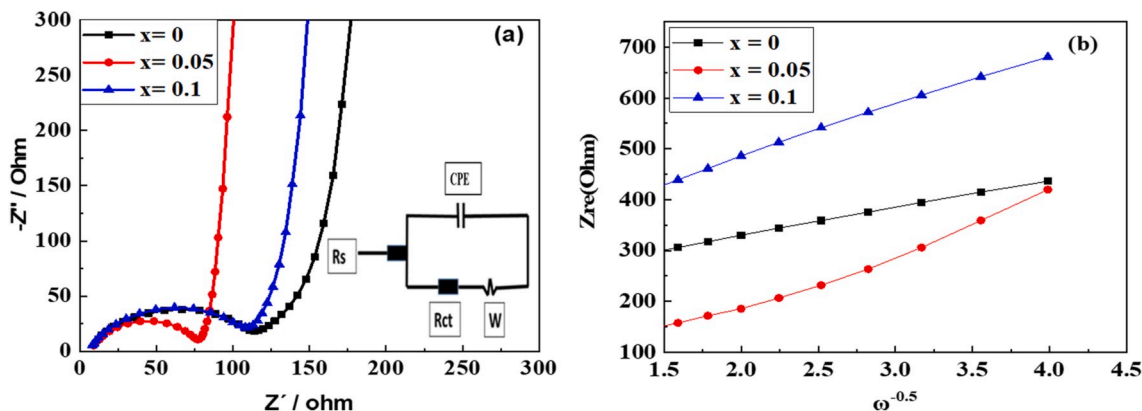 300
250
200
150
100
50
0
-Z'' / Ohm
x= 0
x= 0.05
x= 0.1
(a)
CPE
Rs
Rct
W
0
50
100
150
200
250
300
Z´ / ohm
700
600
500
400
300
200
100
Zre(Ohm)
x = 0
x = 0.05
x = 0.1
(b)
1.5
2.0
2.5
3.0
3.5
4.0
4.5
ω-0.5